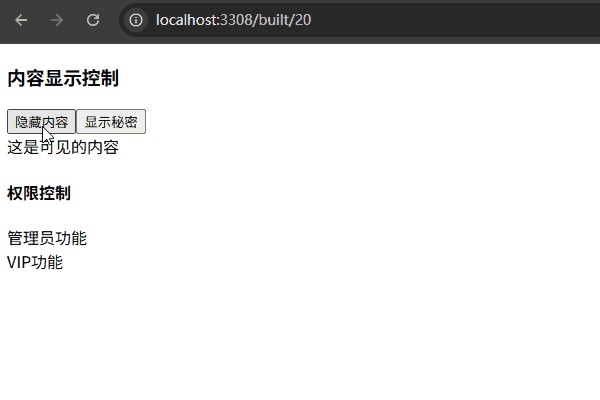 localhost:3308/built/20
内容显示控制
隐藏内容 显示秘密
这是可见的内容
权限控制
管理员功能
VIP功能